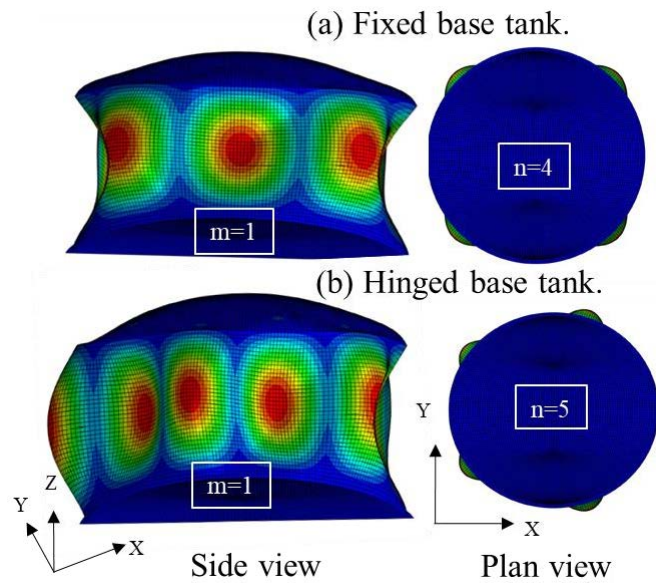 (a) Fixed base tank.
n=4
m=1
(b) Hinged base tank.
n=5
m=1
Y
Z
X
Y
X
Side view
Plan view